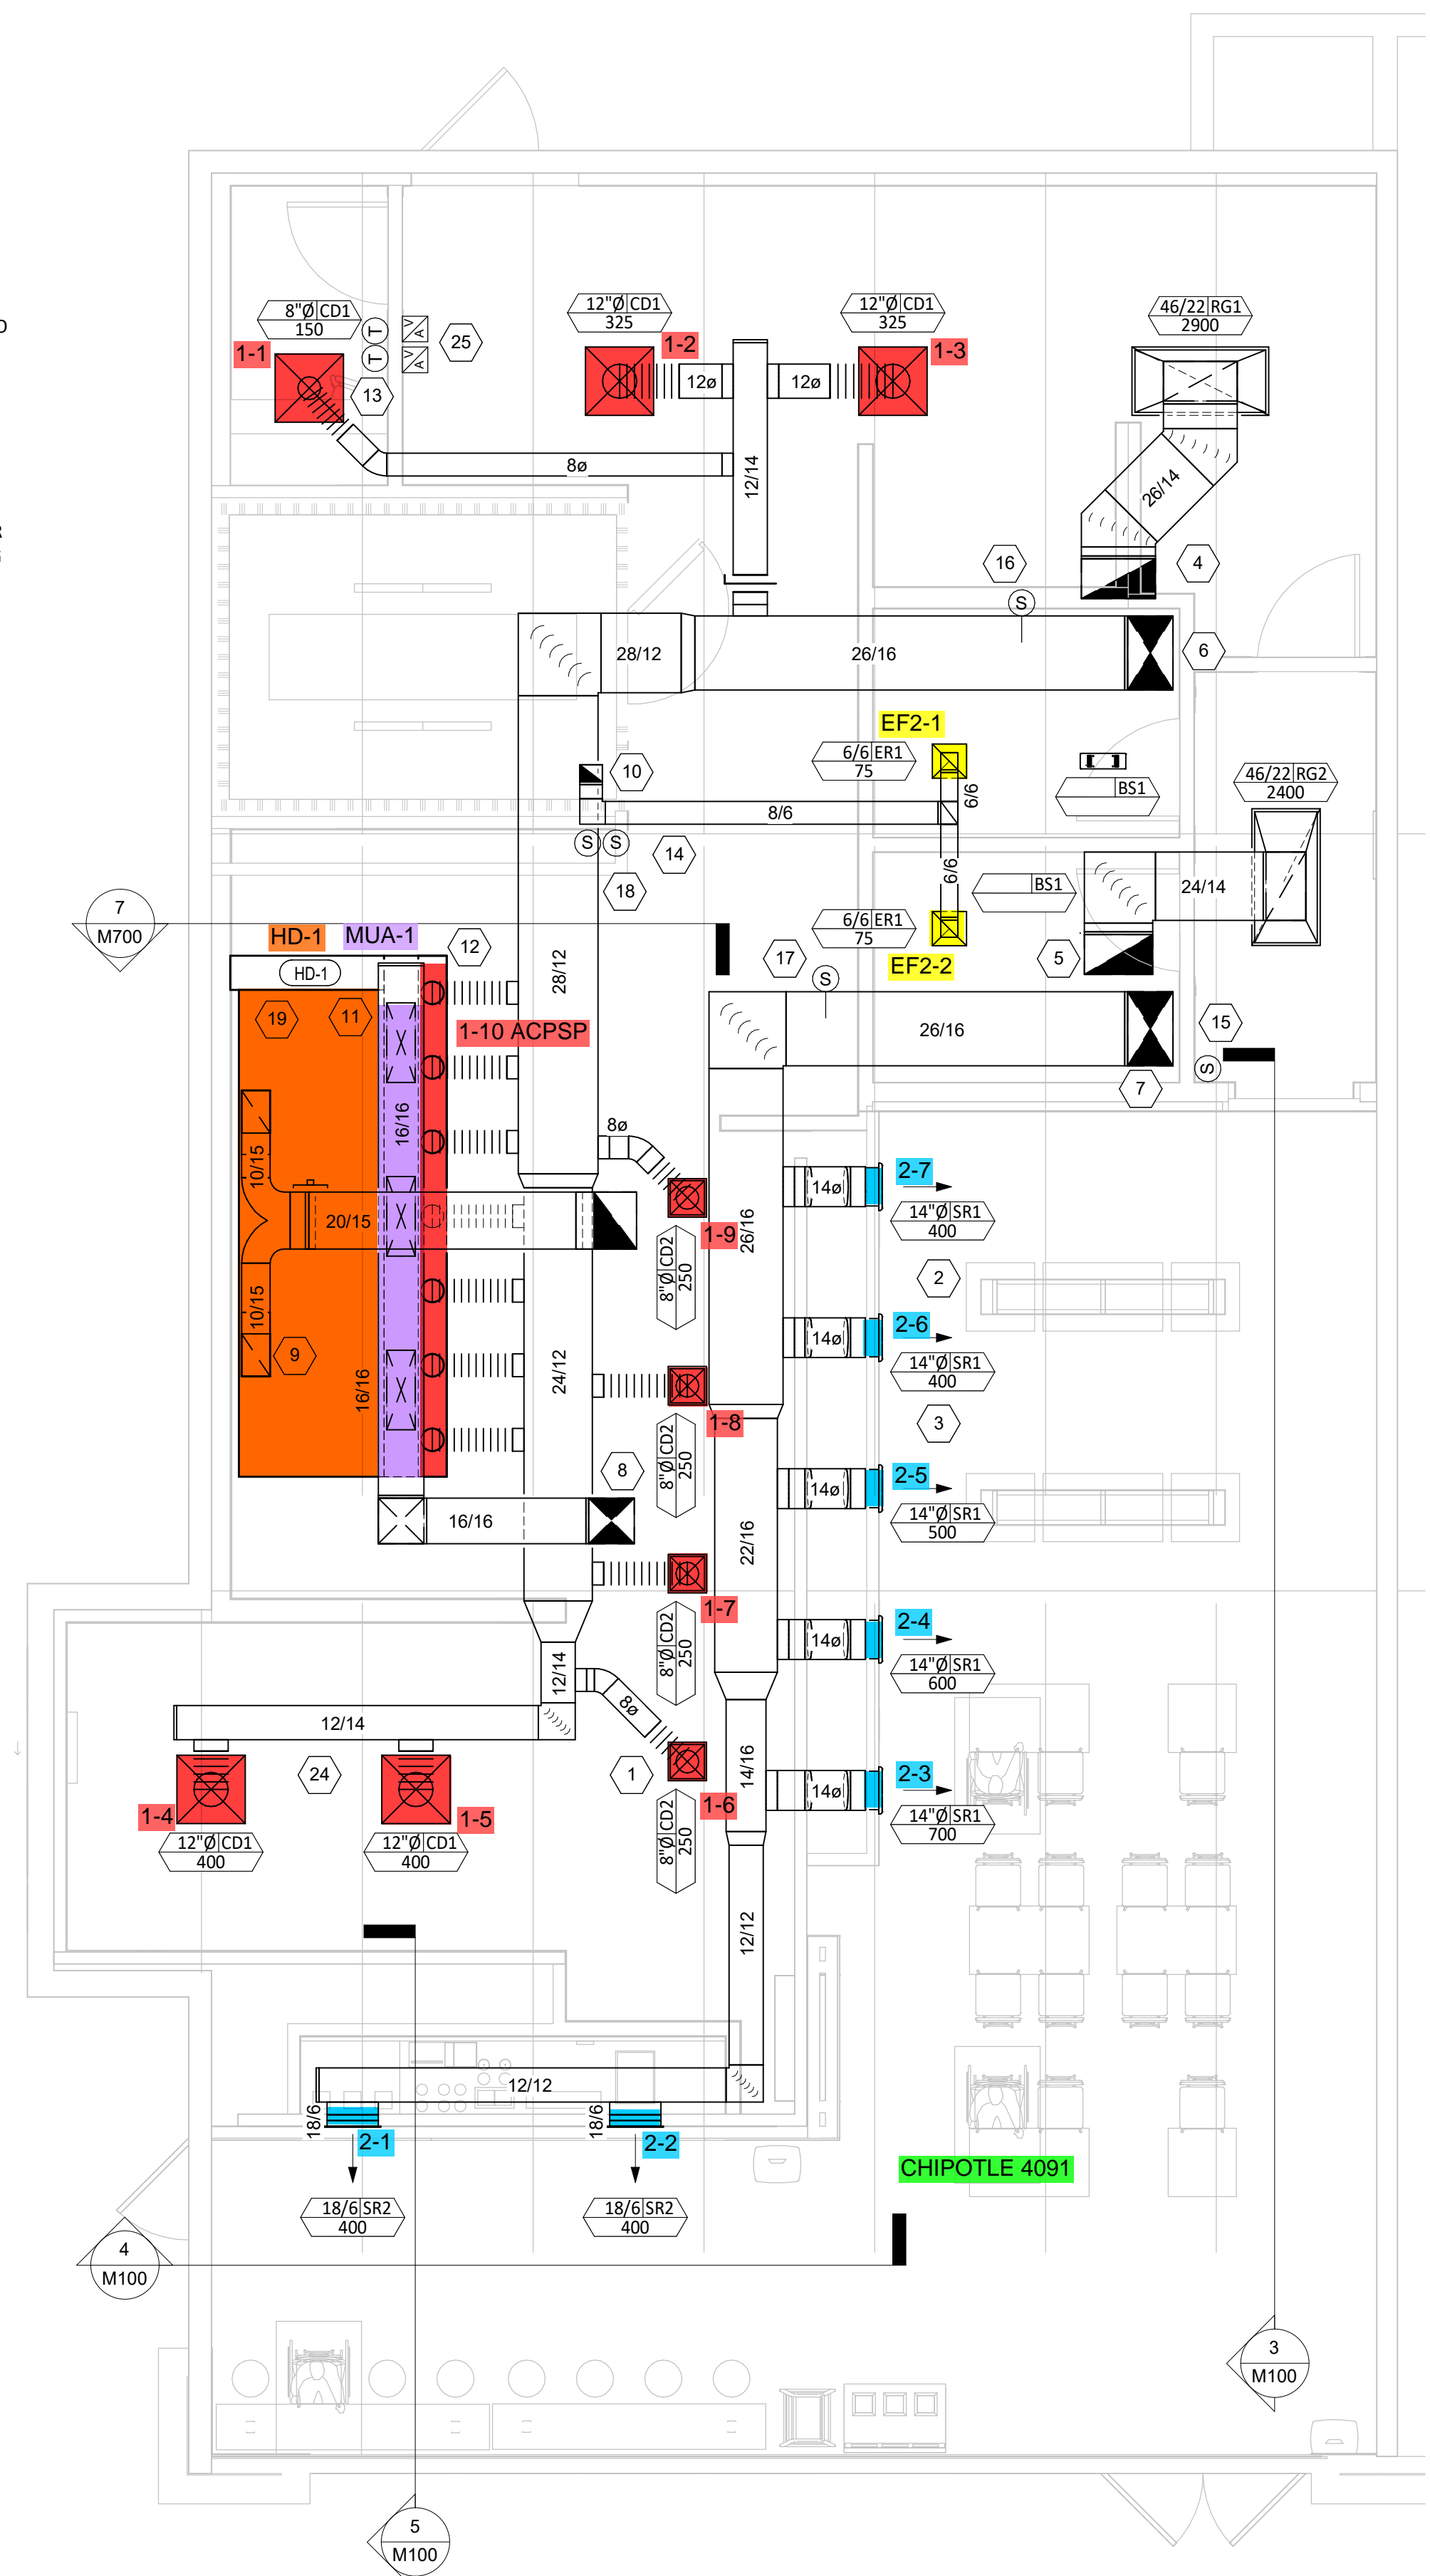 O
R
G
8"Ø CD1
150
T
T
V
A
V
A
25
1-1
13
12"Ø CD1
325
1-2
12"Ø CD1
325
1-3
46/22 RG1
2900
12ø
12ø
8ø
12/14
26/14
16
4
S
28/12
26/16
6
EF2-1
6/6 ER1
75
10
8/6
6/6
BS1
46/22 RG2
2400
S S
14
18
6/6
BS1
24/14
6/6 ER1
75
EF2-2
7
M700
HD-1
MUA-1
12
HD-1
28/12
17
S
5
19
11
1-10 ACPSP
26/16
15
S
7
16/16
10/15
8ø
20/15
1-9
26/16
8"Ø CD2
250
14ø
2-7
14"Ø SR1
400
2
10/15
9
16/16
24/12
14ø
2-6
14"Ø SR1
400
1-8
8"Ø CD2
250
3
8
16/16
22/16
14ø
2-5
14"Ø SR1
500
1-7
8"Ø CD2
250
14ø
2-4
14"Ø SR1
600
12/14
8ø
12/14
24
1
14/16
14ø
2-3
14"Ø SR1
700
1-4
12"Ø CD1
400
1-5
12"Ø CD1
400
1-6
8"Ø CD2
250
12/12
12/12
18/6
2-1
18/6
2-2
18/6 SR2
400
18/6 SR2
400
CHIPOTLE 4091
4
M100
3
M100
5
M100